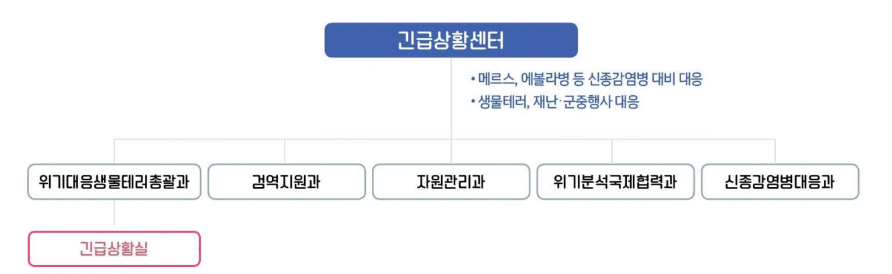 긴급상황센터
• 메르스, 에볼라병 등 신종감염병 대비 대응
• 생물테러, 재난·군중행사 대응
위기대응생물테러총괄과
검역지원과
자원관리과
위기분석국제협력과
신종감염병대응과
긴급상황실